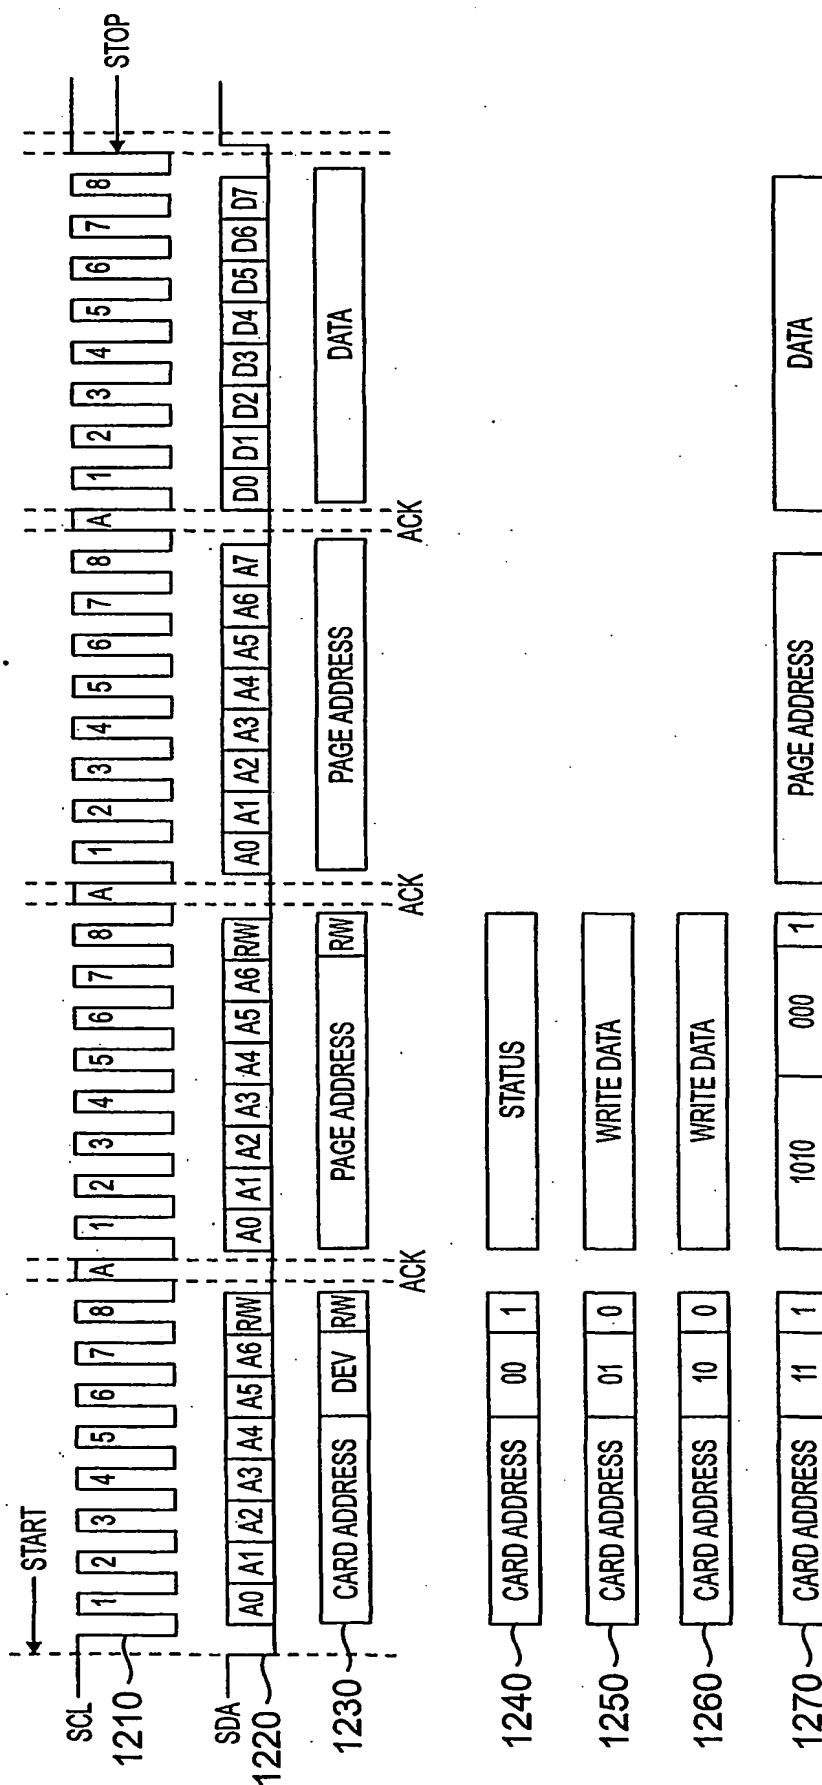 START
STOP
SCL 1 2 3 4 5 6 7 8 A 1 2 3 4 5 6 7 8 A 1 2 3 4 5 6 7 8 A 1 2 3 4 5 6 7 8
1210
SDA A0 A1 A2 A3 A4 A5 A6 R/W A0 A1 A2 A3 A4 A5 A6 R/W A0 A1 A2 A3 A4 A5 A6 A7 D0 D1 D2 D3 D4 D5 D6 D7
1220
1230 CARD ADDRESS DEV R/W PAGE ADDRESS R/W PAGE ADDRESS DATA
ACK ACK ACK
1240 CARD ADDRESS 00 1 STATUS
1250 CARD ADDRESS 01 0 WRITE DATA
1260 CARD ADDRESS 10 0 WRITE DATA
1270 CARD ADDRESS 11 1 1010 000 1 PAGE ADDRESS DATA